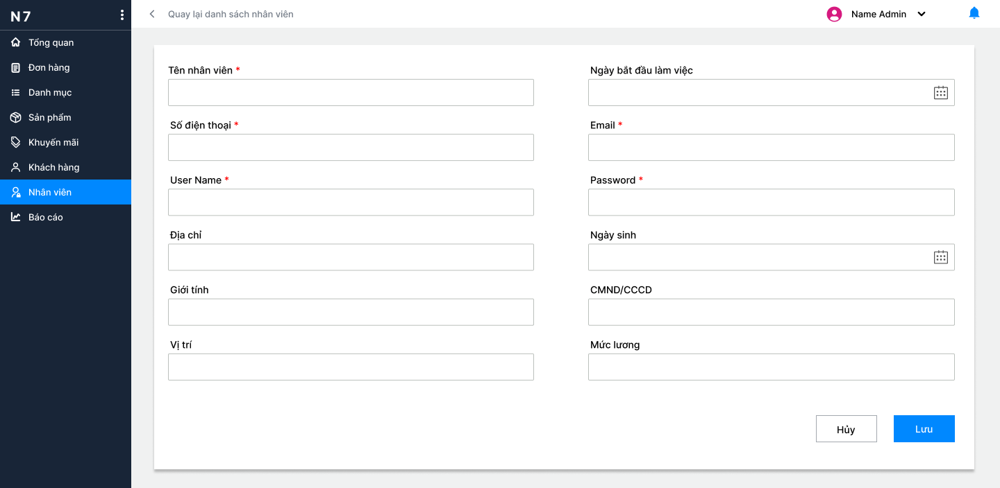 N7
Tổng quan
Đơn hàng
Danh mục
Sản phẩm
Khuyến mãi
Khách hàng
Nhân viên
Báo cáo
Quay lại danh sách nhân viên
Name Admin
Tên nhân viên *
Ngày bắt đầu làm việc
Số điện thoại *
Email *
User Name *
Password *
Địa chỉ
Ngày sinh
Giới tính
CMND/CCCD
Vị trí
Mức lương
Hủy
Lưu